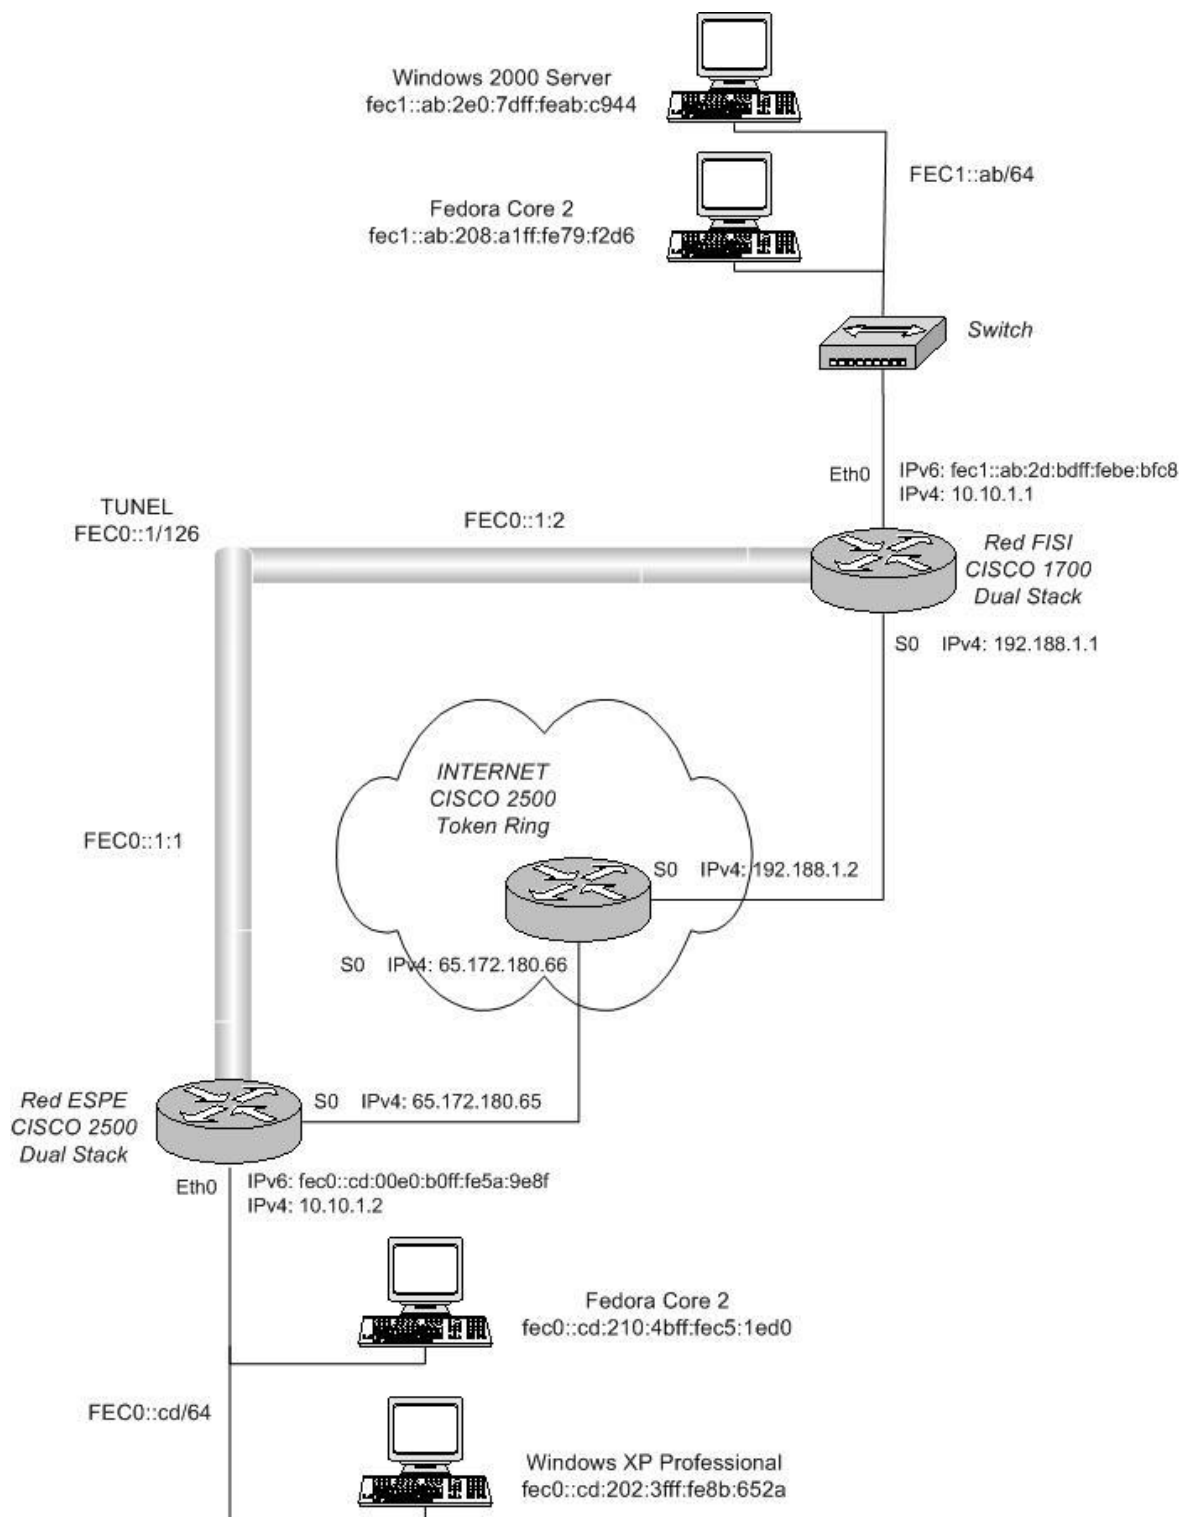 Windows 2000 Server
fec1::ab:2e0:7dff:feab:c944
FEC1::ab/64
Fedora Core 2
fec1::ab:208:a1ff:fe79:f2d6
Switch
Eth0
IPv6: fec1::ab:2d:bdff:febe:bfc8
IPv4: 10.10.1.1
TUNEL
FEC0::1/126
FEC0::1:2
Red FISI
CISCO 1700
Dual Stack
S0 IPv4: 192.188.1.1
INTERNET
CISCO 2500
Token Ring
FEC0::1:1
S0 IPv4: 192.188.1.2
S0 IPv4: 65.172.180.66
Red ESPE
CISCO 2500
Dual Stack
S0 IPv4: 65.172.180.65
Eth0
IPv6: fec0::cd:00e0:b0ff:fe5a:9e8f
IPv4: 10.10.1.2
Fedora Core 2
fec0::cd:210:4bff:fec5:1ed0
FEC0::cd/64
Windows XP Professional
fec0::cd:202:3fff:fe8b:652a